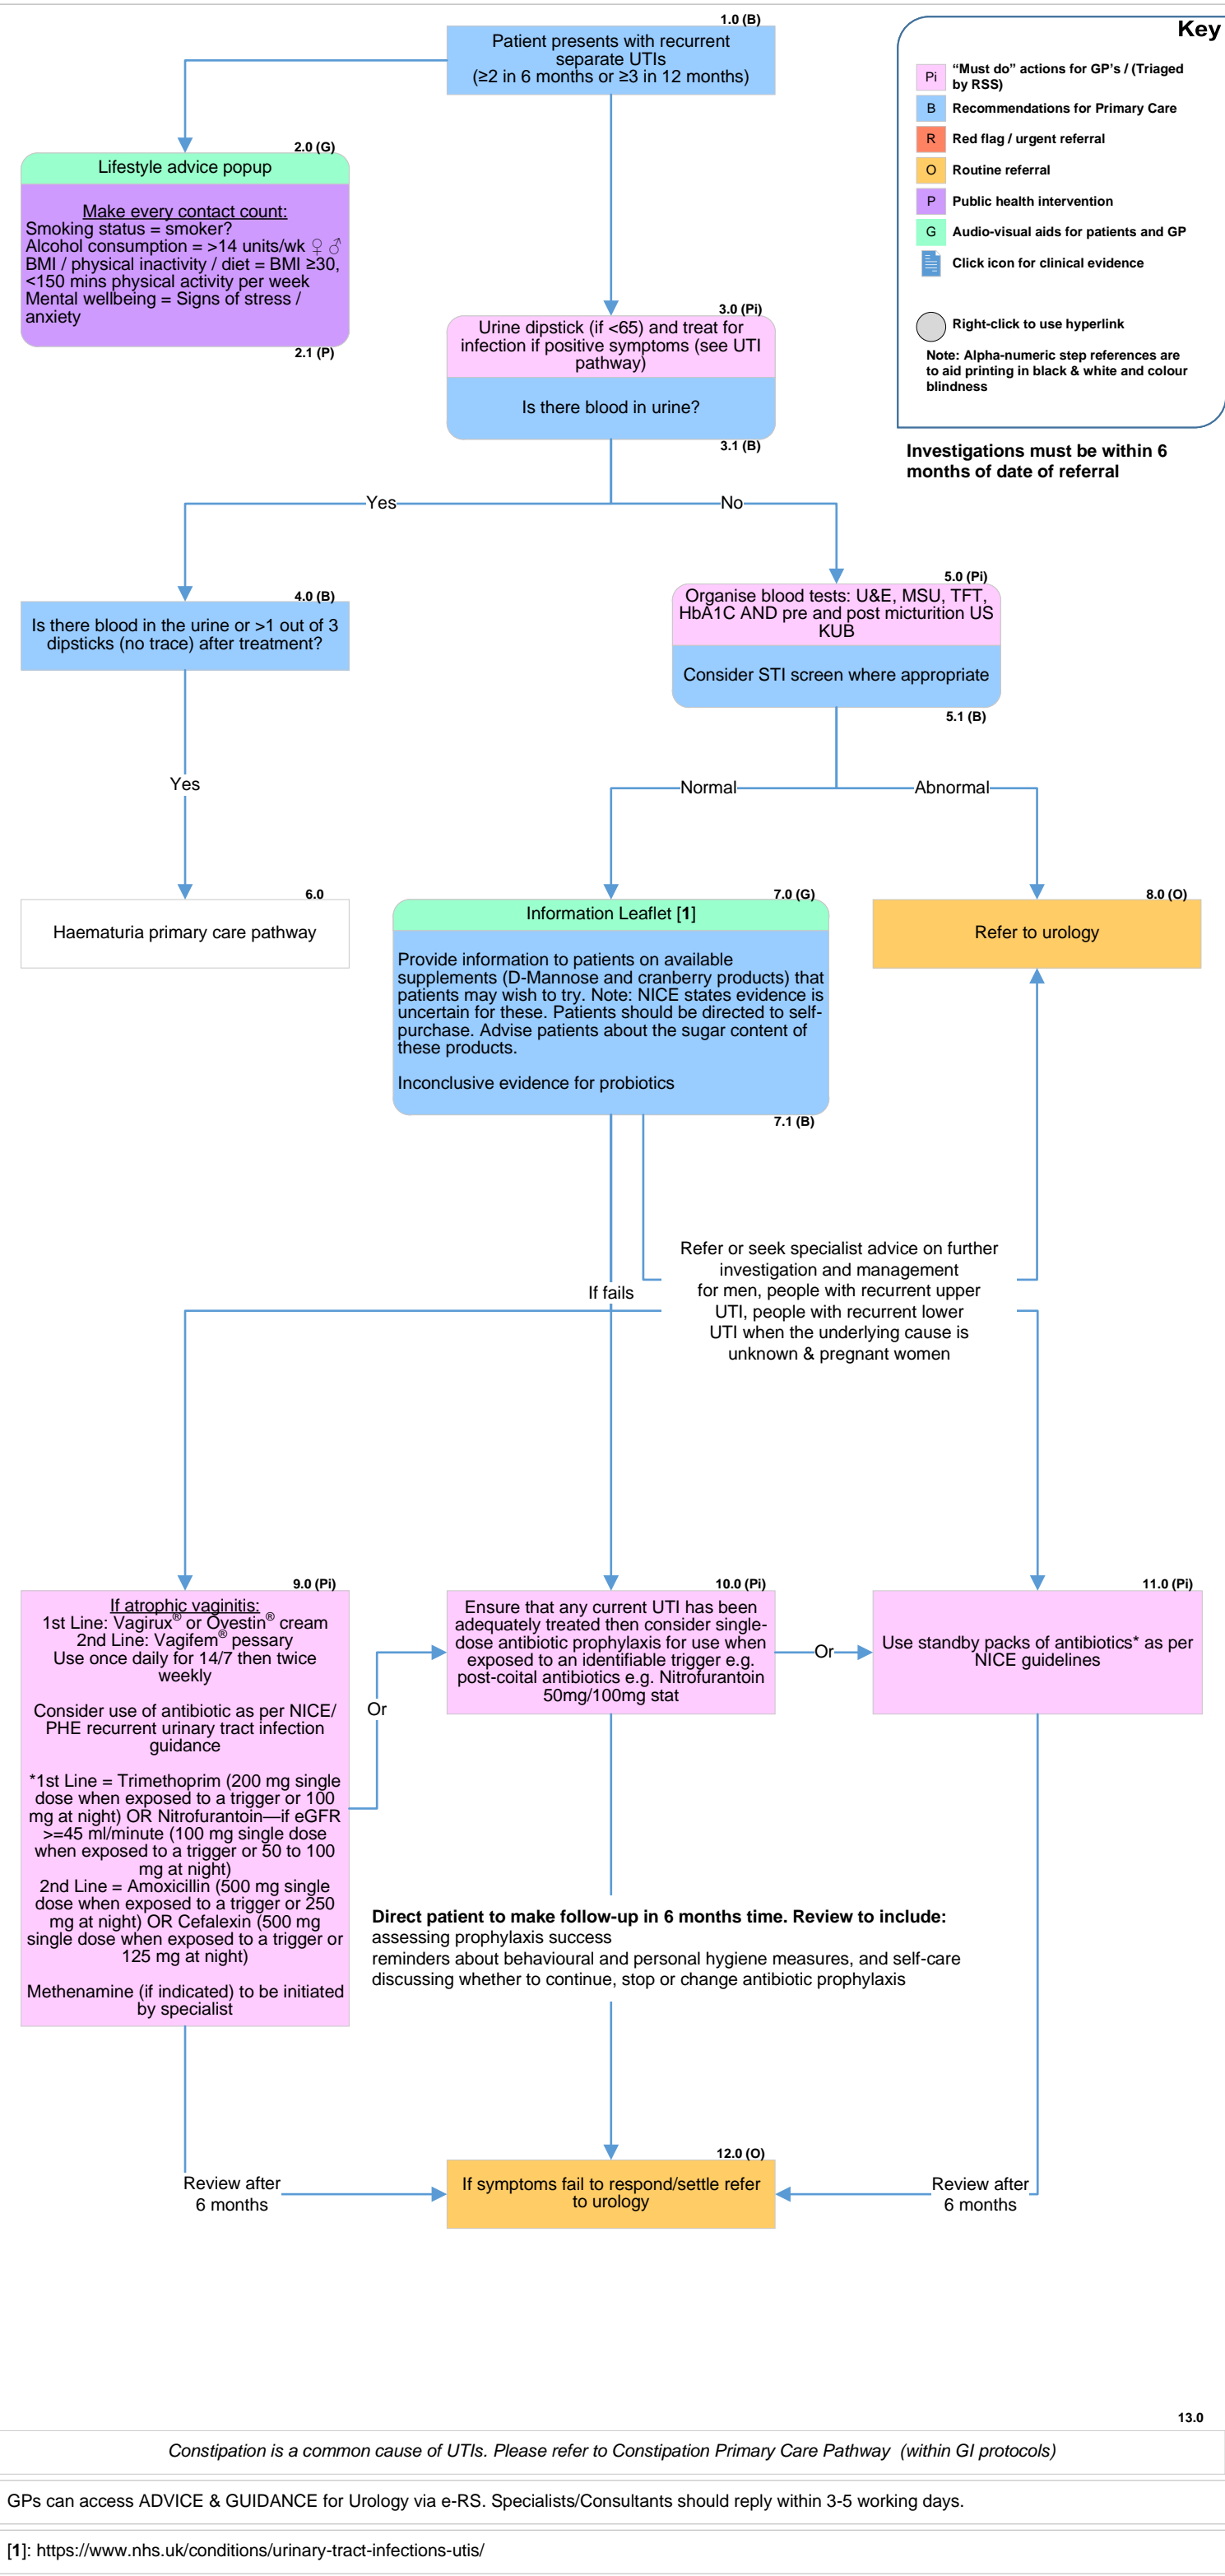 1.0 (B)
Patient presents with recurrent
separate UTIs
(≥2 in 6 months or ≥3 in 12 months)
Key
Pi
“Must do” actions for GP’s / (Triaged
by RSS)
B
Recommendations for Primary Care
R
Red flag / urgent referral
O
Routine referral
P
Public health intervention
G
Audio-visual aids for patients and GP
Click icon for clinical evidence
Right-click to use hyperlink
Note: Alpha-numeric step references are
to aid printing in black & white and colour
blindness
Investigations must be within 6
months of date of referral
2.0 (G)
Lifestyle advice popup
Make every contact count:
Smoking status = smoker?
Alcohol consumption = >14 units/wk ♀♂
BMI / physical inactivity / diet = BMI ≥30,
<150 mins physical activity per week
Mental wellbeing = Signs of stress /
anxiety
2.1 (P)
3.0 (Pi)
Urine dipstick (if <65) and treat for
infection if positive symptoms (see UTI
pathway)
Is there blood in urine?
3.1 (B)
Yes
No
4.0 (B)
Is there blood in the urine or >1 out of 3
dipsticks (no trace) after treatment?
5.0 (Pi)
Organise blood tests: U&E, MSU, TFT,
HbA1C AND pre and post micturition US
KUB
Consider STI screen where appropriate
5.1 (B)
Yes
Normal
Abnormal
6.0
Haematuria primary care pathway
7.0 (G)
Information Leaflet [1]
Provide information to patients on available
supplements (D-Mannose and cranberry products) that
patients may wish to try. Note: NICE states evidence is
uncertain for these. Patients should be directed to self-
purchase. Advise patients about the sugar content of
these products.
Inconclusive evidence for probiotics
7.1 (B)
8.0 (O)
Refer to urology
If fails
Refer or seek specialist advice on further
investigation and management
for men, people with recurrent upper
UTI, people with recurrent lower
UTI when the underlying cause is
unknown & pregnant women
9.0 (Pi)
If atrophic vaginitis:
1st Line: Vagirux® or Ovestin® cream
2nd Line: Vagifem® pessary
Use once daily for 14/7 then twice
weekly
Consider use of antibiotic as per NICE/
PHE recurrent urinary tract infection
guidance
*1st Line = Trimethoprim (200 mg single
dose when exposed to a trigger or 100
mg at night) OR Nitrofurantoin—if eGFR
>=45 ml/minute (100 mg single dose
when exposed to a trigger or 50 to 100
mg at night)
2nd Line = Amoxicillin (500 mg single
dose when exposed to a trigger or 250
mg at night) OR Cefalexin (500 mg
single dose when exposed to a trigger or
125 mg at night)
Methenamine (if indicated) to be initiated
by specialist
Or
10.0 (Pi)
Ensure that any current UTI has been
adequately treated then consider single-
dose antibiotic prophylaxis for use when
exposed to an identifiable trigger e.g.
post-coital antibiotics e.g. Nitrofurantoin
50mg/100mg stat
Or
11.0 (Pi)
Use standby packs of antibiotics* as per
NICE guidelines
Direct patient to make follow-up in 6 months time. Review to include:
assessing prophylaxis success
reminders about behavioural and personal hygiene measures, and self-care
discussing whether to continue, stop or change antibiotic prophylaxis
Review after
6 months
12.0 (O)
If symptoms fail to respond/settle refer
to urology
Review after
6 months
13.0
Constipation is a common cause of UTIs. Please refer to Constipation Primary Care Pathway (within GI protocols)
GPs can access ADVICE & GUIDANCE for Urology via e-RS. Specialists/Consultants should reply within 3-5 working days.
[1]: https://www.nhs.uk/conditions/urinary-tract-infections-utis/